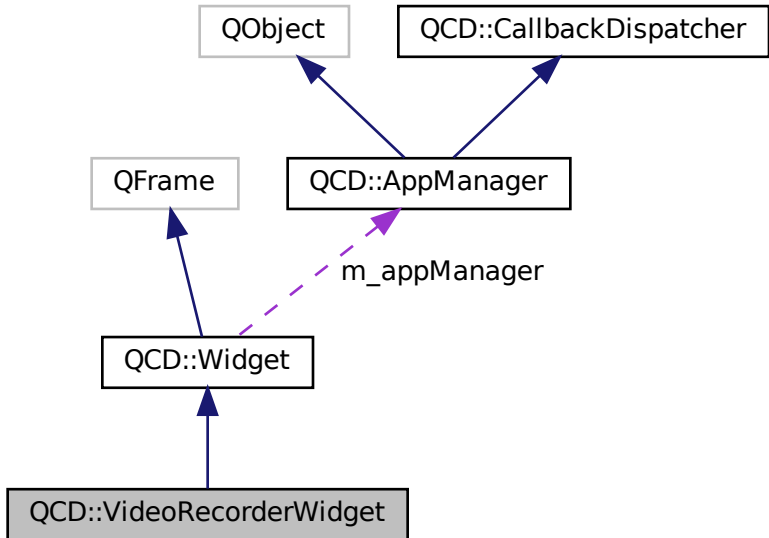 QObject
QCD::CallbackDispatcher
QFrame
QCD::AppManager
m_appManager
QCD::Widget
QCD::VideoRecorderWidget